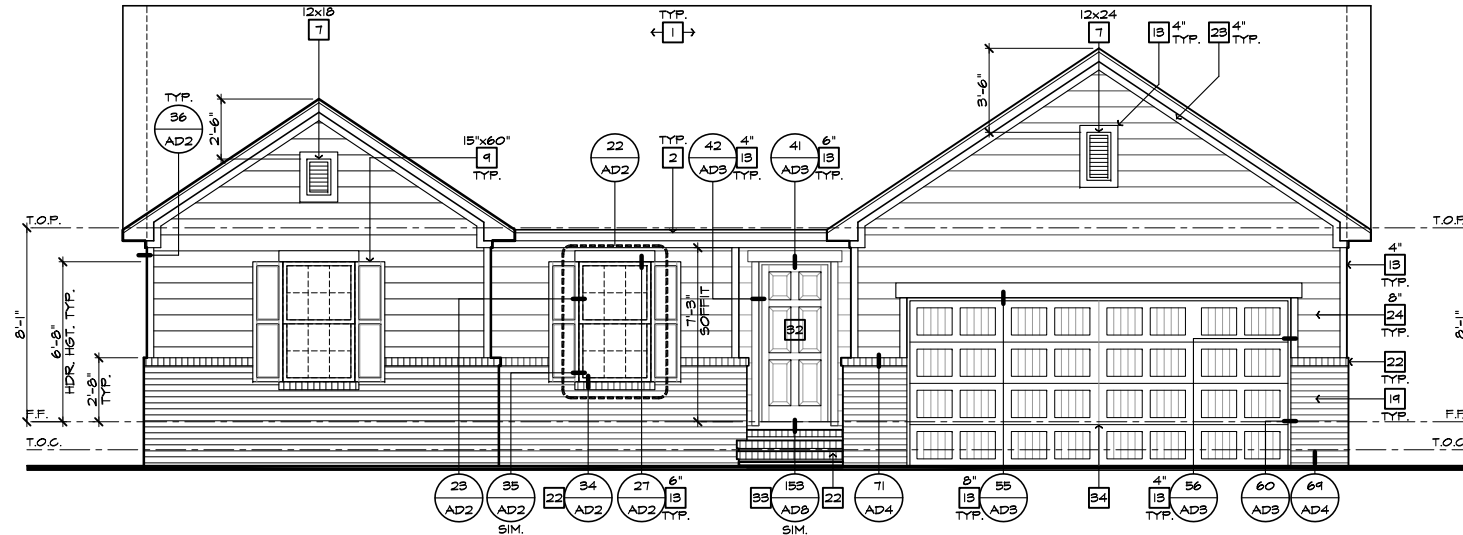 12x18
7
TYP.
1
12x24
7
13 4" TYP.
23 4" TYP.
TYP.
36
AD2
2'-6"
15"x60"
9
TYP.
22
AD2
TYP.
2
42
AD3
4"
13
TYP.
41
AD3
6"
13
TYP.
3'-6"
T.O.P.
T.O.P.
8'-1"
6'-8"
HDR. HGT. TYP.
2'-8"
TYP.
7'-3"
SOFFIT
32
4"
13
8"
24
TYP.
8'-1"
22
TYP.
19
TYP.
F.F.
F.F.
T.O.C.
T.O.C.
23
AD2
35
AD2
SIM.
22
34
AD2
27
AD2
6"
13
TYP.
33
153
AD8
SIM.
22
71
AD4
8"
13
TYP.
55
AD3
34
4"
13
TYP.
56
AD3
60
AD3
69
AD4